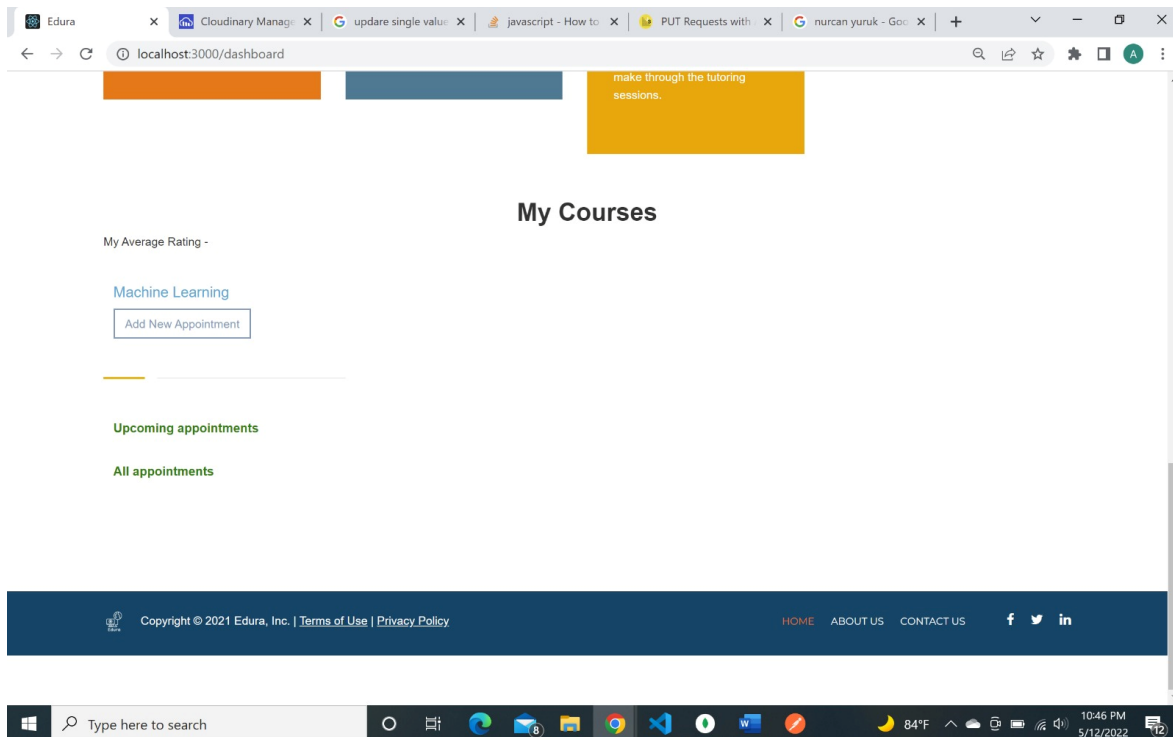 Edura
Cloudinary Manage
updare single value
javascript - How to
PUT Requests with
nurcan yuruk - Goo
localhost:3000/dashboard
A
make through the tutoring
sessions.
My Courses
My Average Rating -
Machine Learning
Add New Appointment
Upcoming appointments
All appointments
Copyright © 2021 Edura, Inc. | Terms of Use | Privacy Policy
HOME ABOUT US CONTACT US
Type here to search
8
84°F
10:46 PM
5/12/2022
12